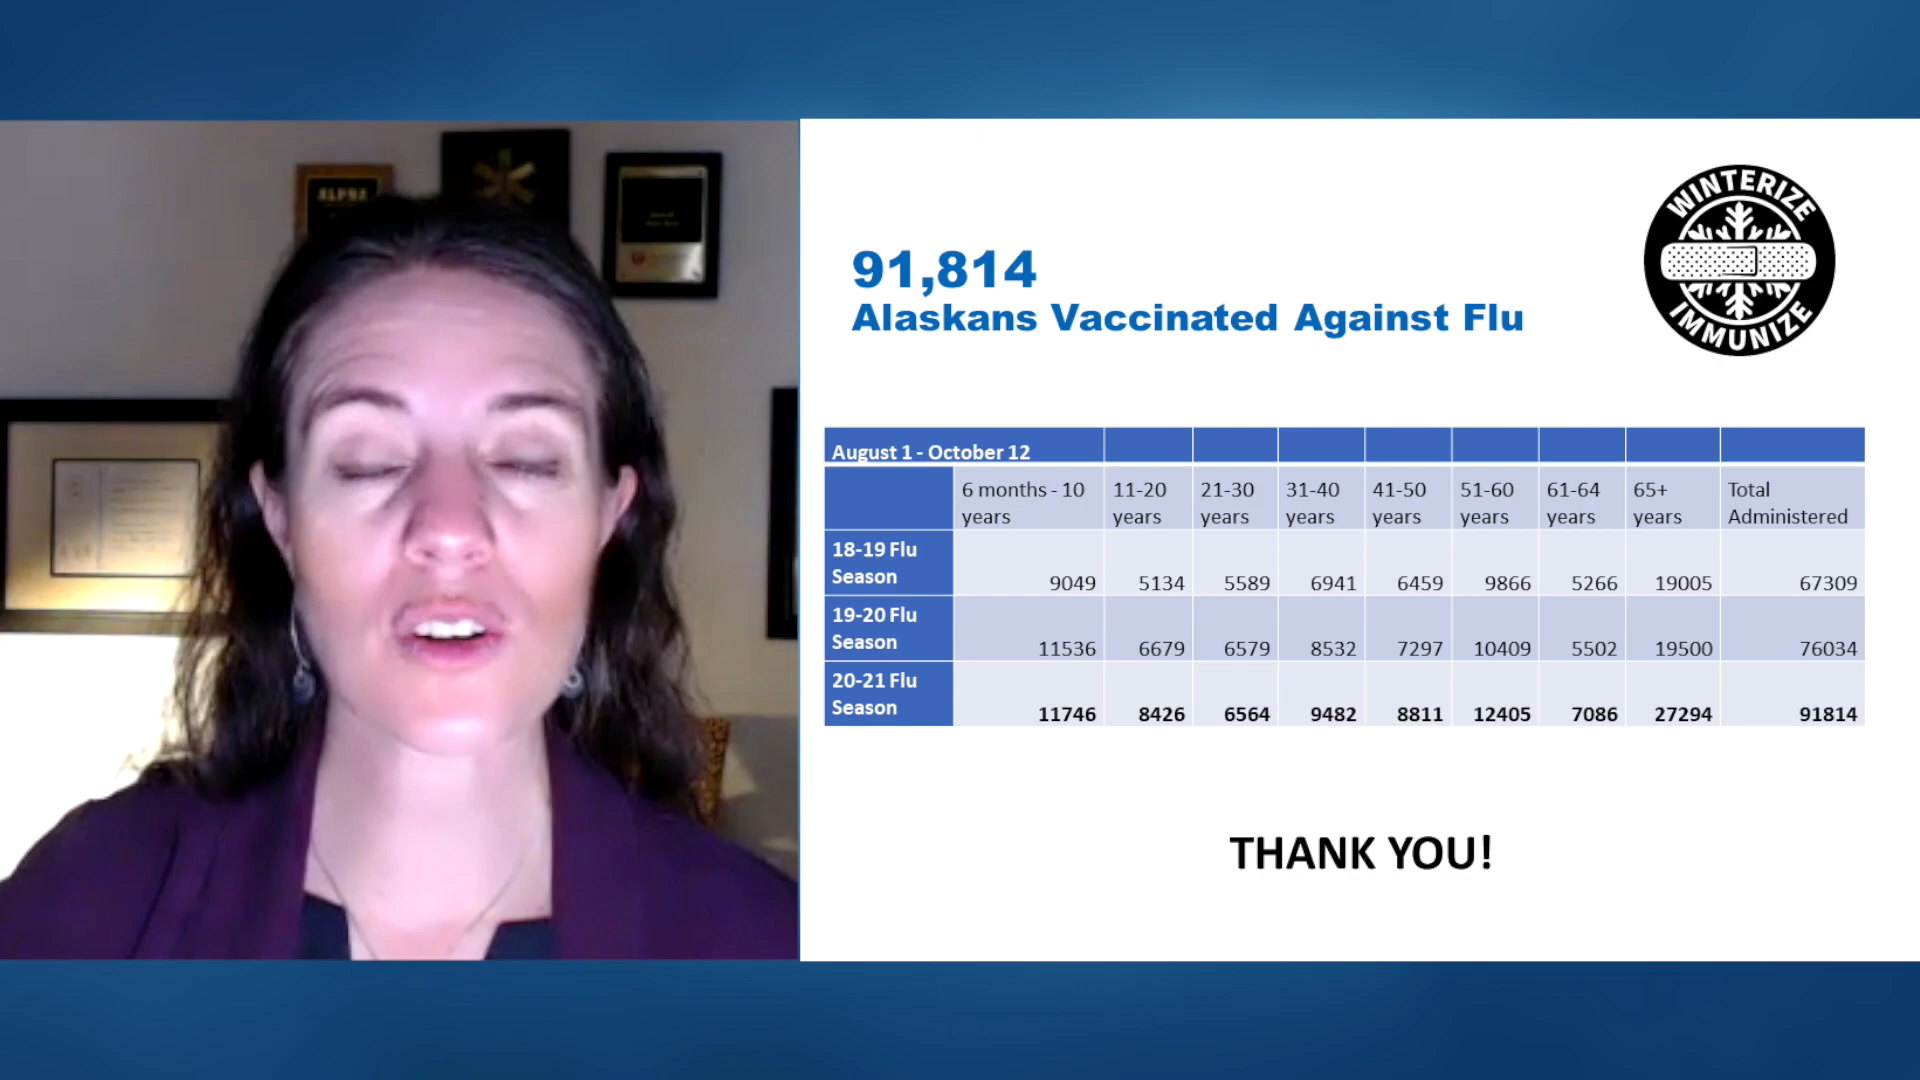 ALPHA
91,814
Alaskans Vaccinated Against Flu
WINTERIZE
IMMUNIZE
August 1 - October 12
6 months - 10 years 11-20 years 21-30 years 31-40 years 41-50 years 51-60 years 61-64 years 65+ years Total Administered
18-19 Flu Season 9049 5134 5589 6941 6459 9866 5266 19005 67309
19-20 Flu Season 11536 6679 6579 8532 7297 10409 5502 19500 76034
20-21 Flu Season 11746 8426 6564 9482 8811 12405 7086 27294 91814
THANK YOU!